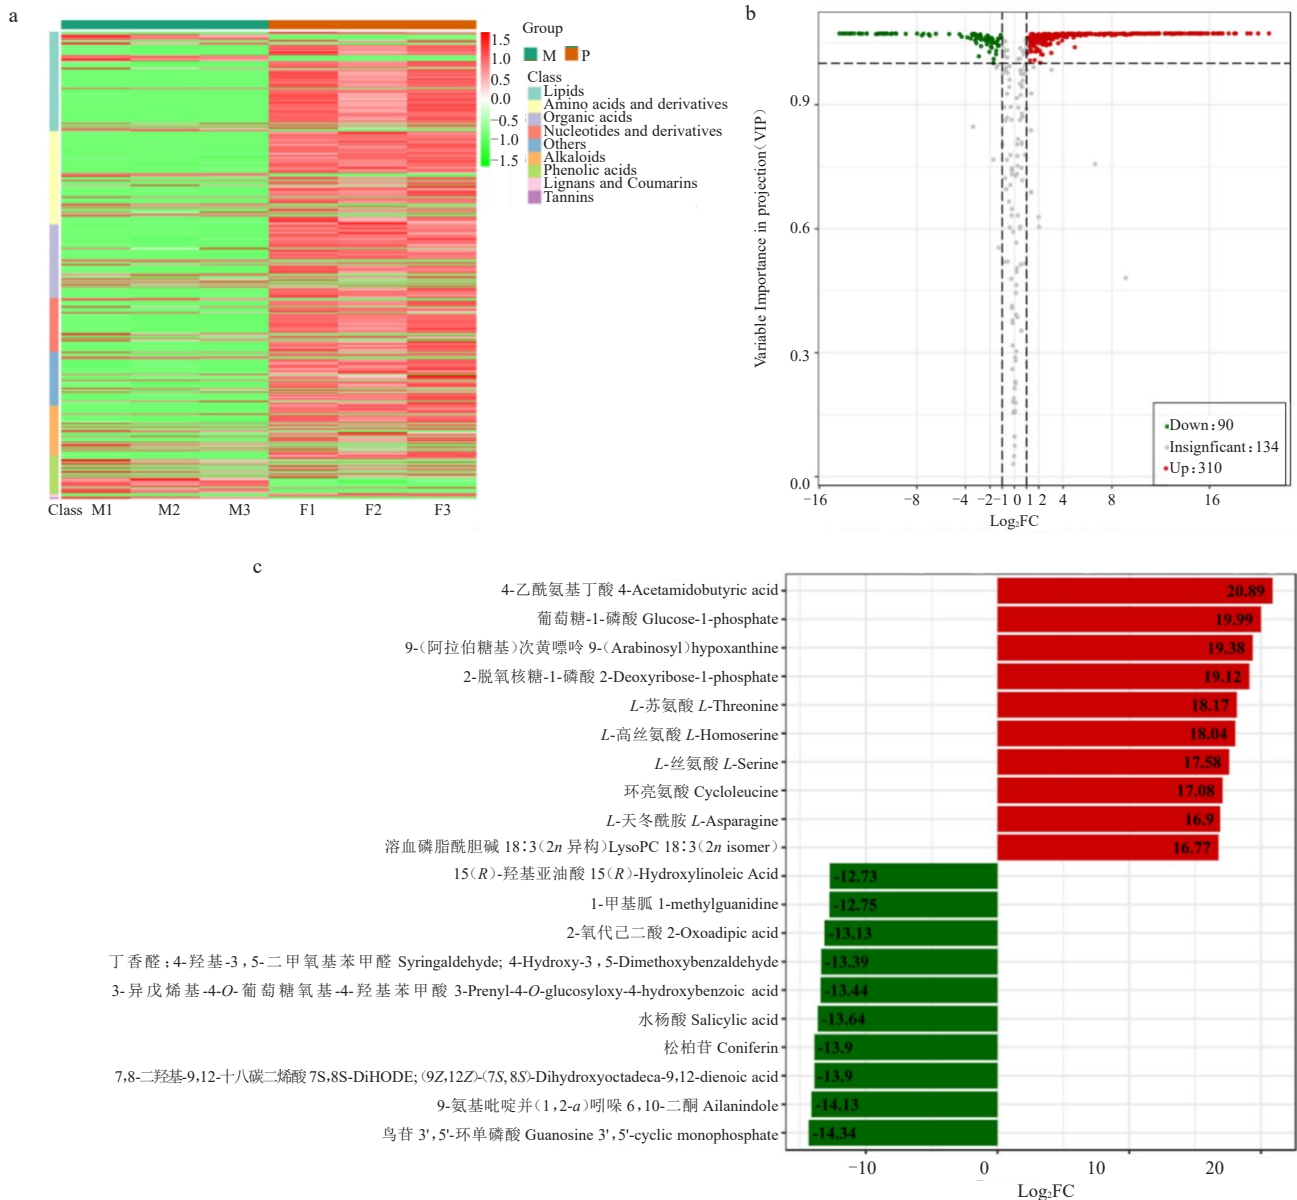 a
Group
M P
1.5
1.0
0.5
0.0
−0.5
−1.0
−1.5
Class
Lipids
Amino acids and derivatives
Organic acids
Nucleotides and derivatives
Others
Alkaloids
Phenolic acids
Lignans and Coumarins
Tannins
Class M1 M2 M3 F1 F2 F3
b
Variable Importance in projection(VIP)
0.9
0.6
0.3
0.0
Down:90
Insignficant:134
Up:310
−16 −8 −4 −2 −1 0 1 2 4 8 16
Log₂FC
c
4-乙酰氨基丁酸 4-Acetamidobutyric acid 20.89
葡萄糖-1-磷酸 Glucose-1-phosphate 19.99
9-(阿拉伯糖基)次黄嘌呤 9-(Arabinosyl)hypoxanthine 19.38
2-脱氧核糖-1-磷酸 2-Deoxyribose-1-phosphate 19.12
L-苏氨酸 L-Threonine 18.17
L-高丝氨酸 L-Homoserine 18.04
L-丝氨酸 L-Serine 17.58
环亮氨酸 Cycloleucine 17.08
L-天冬酰胺 L-Asparagine 16.9
溶血磷脂酰胆碱 18:3(2n 异构)LysoPC 18:3(2n isomer) 16.77
15(R)-羟基亚油酸 15(R)-Hydroxylinoleic Acid -12.73
1-甲基胍 1-methylguanidine -12.75
2-氧代己二酸 2-Oxoadipic acid -13.13
丁香醛;4-羟基-3,5-二甲氧基苯甲醛 Syringaldehyde; 4-Hydroxy-3,5-Dimethoxybenzaldehyde -13.39
3-异戊烯基-4-O-葡萄糖氧基-4-羟基苯甲酸 3-Prenyl-4-O-glucosyloxy-4-hydroxybenzoic acid -13.44
水杨酸 Salicylic acid -13.64
松柏苷 Coniferin -13.9
7,8-二羟基-9,12-十八碳二烯酸 7S,8S-DiHODE; (9Z,12Z)-(7S,8S)-Dihydroxyoctadeca-9,12-dienoic acid -13.9
9-氨基吡啶并(1,2-a)吲哚 6,10-二酮 Ailanindole -14.13
鸟苷 3',5'-环单磷酸 Guanosine 3',5'-cyclic monophosphate -14.34
−10 0 10 20
Log₂FC